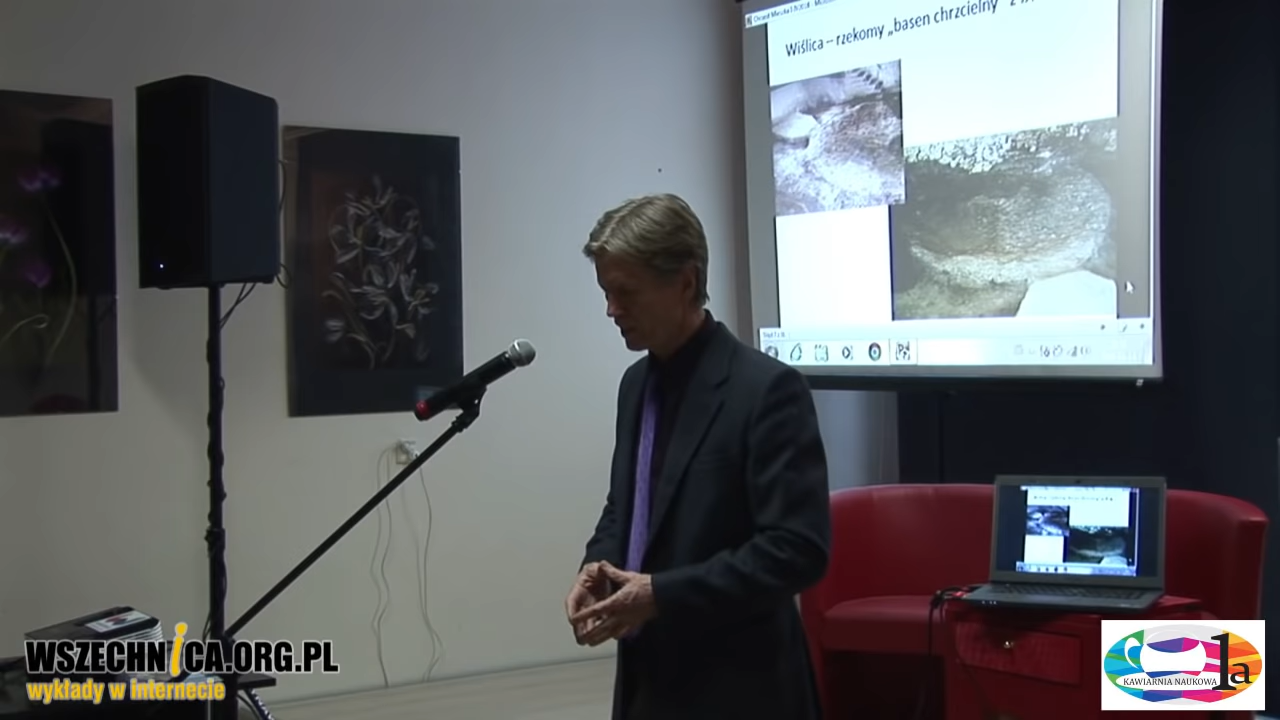 Wiślica – rzekomy „basen chrzcielny"
WSZECHNiCA.ORG.PL
wykłady w internecie
KAWIARNIA NAUKOWA 1a